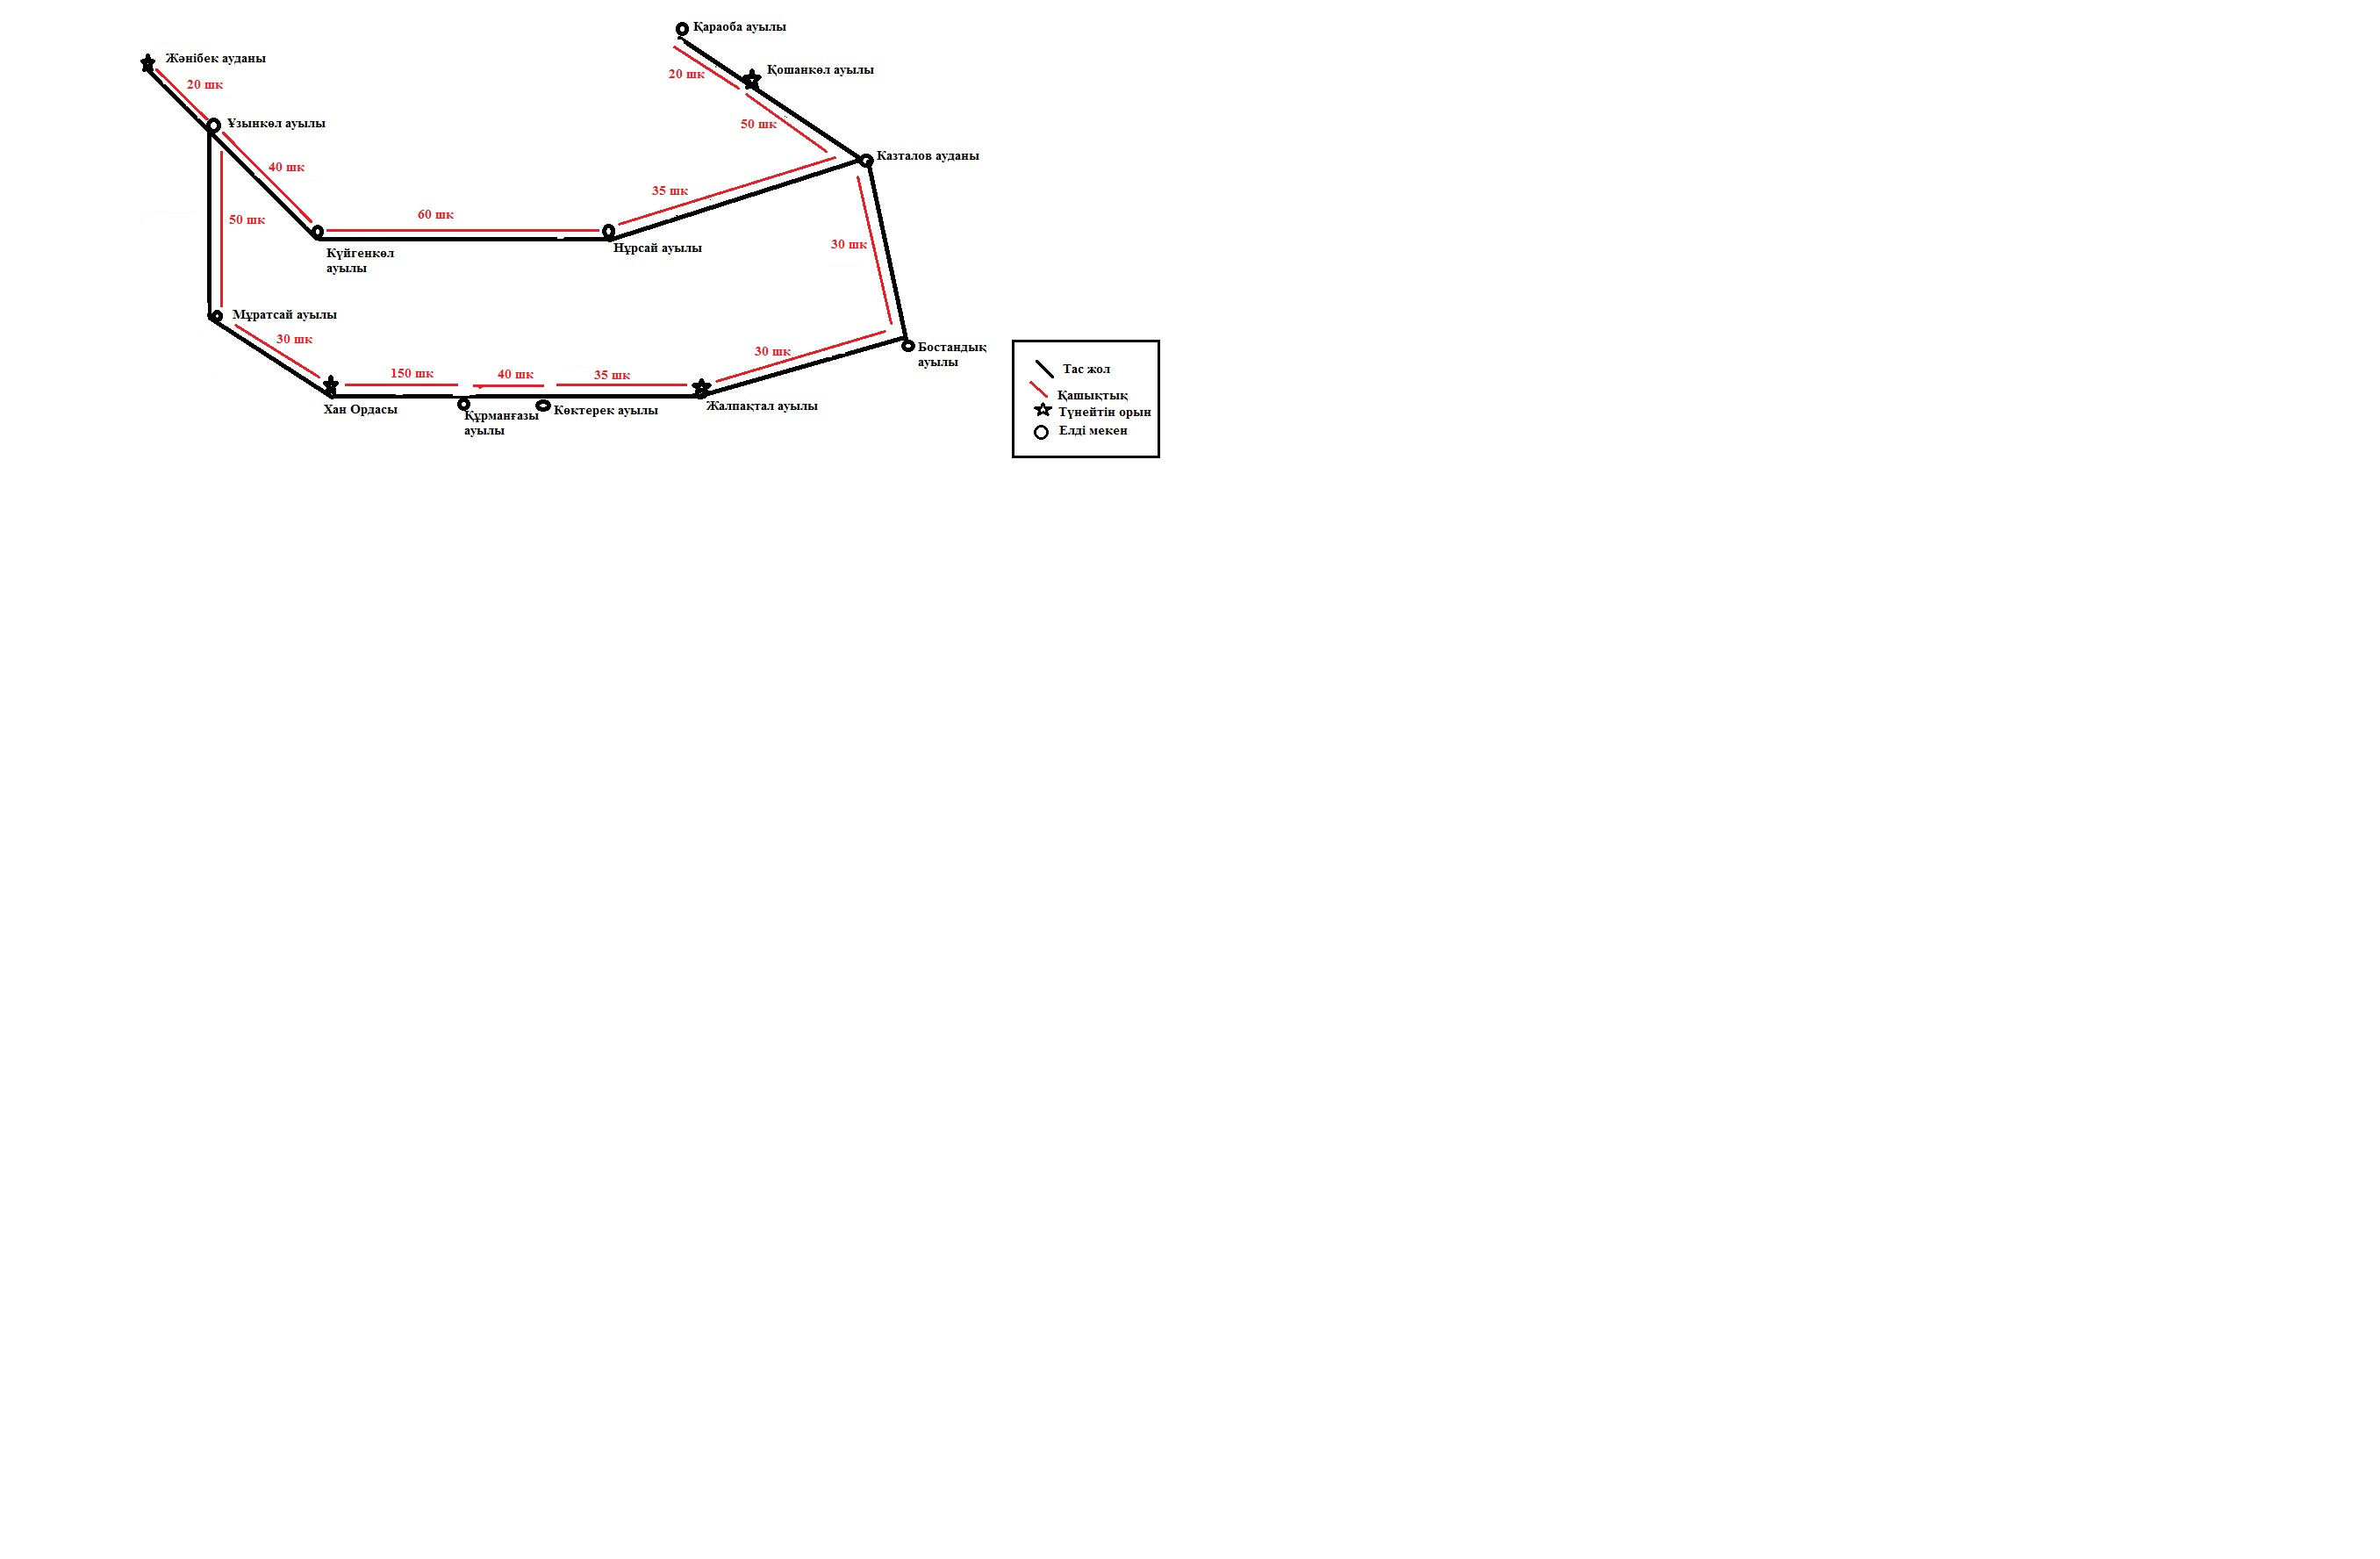 Қараоба ауылы
Жәнібек ауданы
Қошанкөл ауылы
20 шк
20 шк
Ұзынкөл ауылы
50 шк
Казталов ауданы
40 шк
35 шк
60 шк
50 шк
Нұрсай ауылы
30 шк
Күйгенкөл
ауылы
Мұратсай ауылы
30 шк
Бостандық
ауылы
30 шк
150 шк
40 шк
35 шк
Хан Ордасы
Құрманғазы
ауылы
Көктерек ауылы
Жалпақтал ауылы
Тас жол
Қашықтық
Түнейтін орын
Елді мекен